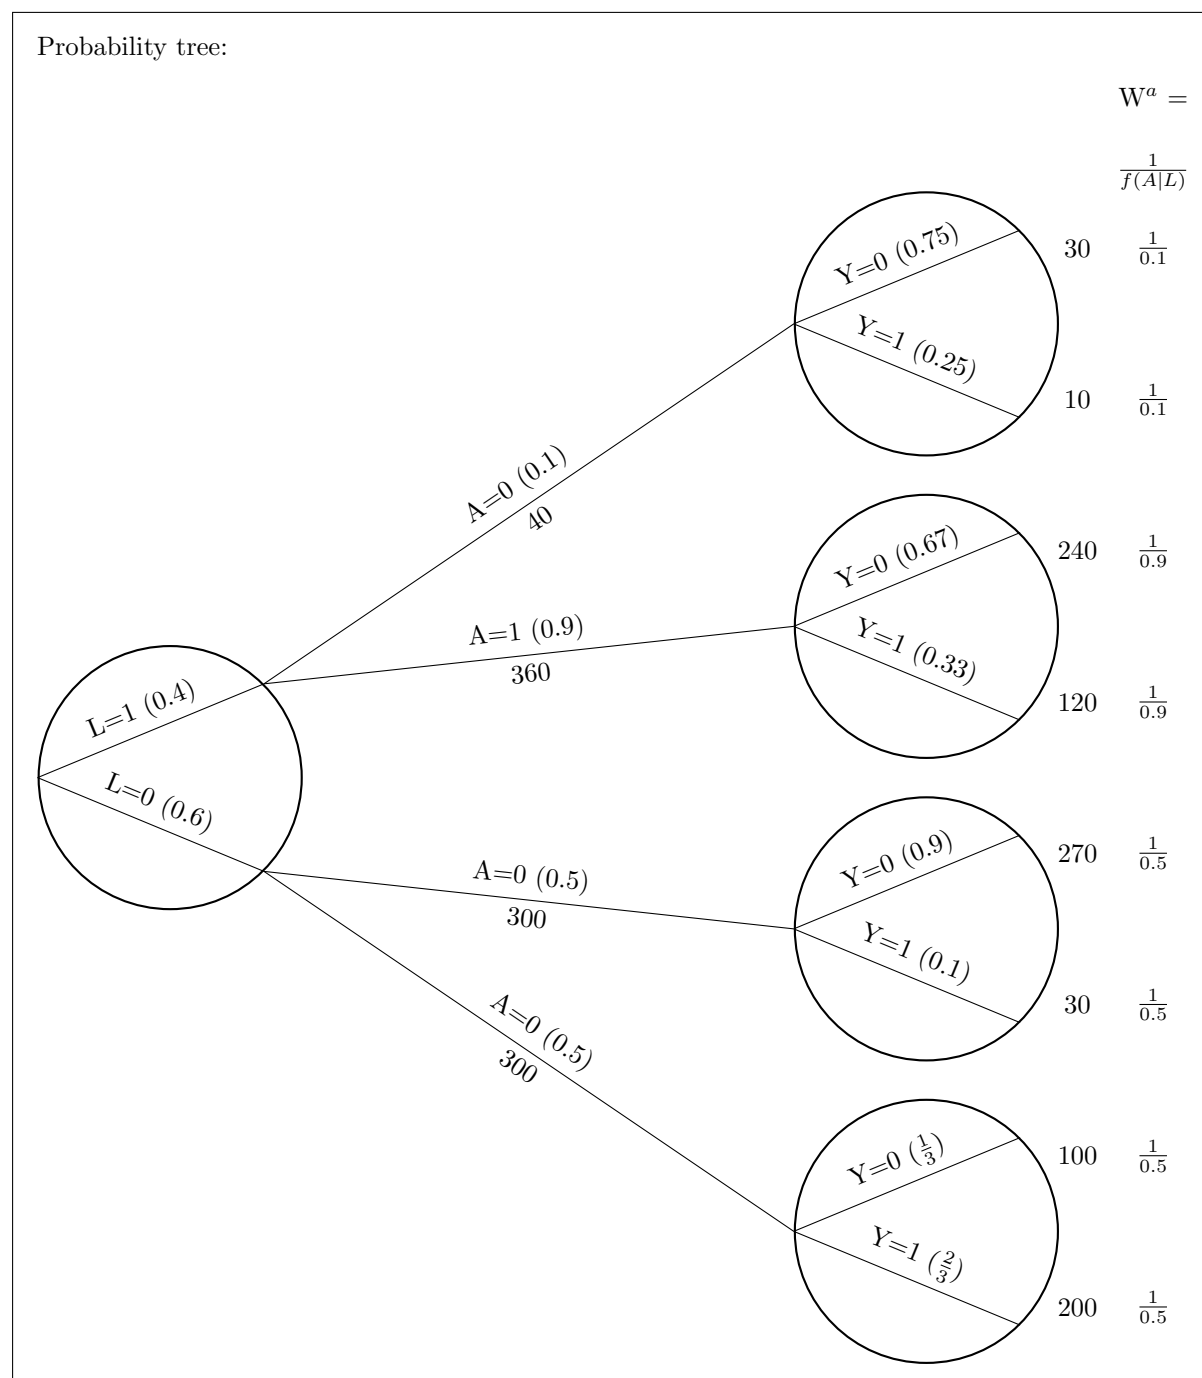 Probability tree:
Wᵃ =
1/f(A|L)
Y=0 (0.75)
30
1/0.1
Y=1 (0.25)
10
1/0.1
A=0 (0.1)
40
Y=0 (0.67)
240
1/0.9
A=1 (0.9)
360
Y=1 (0.33)
120
1/0.9
L=1 (0.4)
L=0 (0.6)
Y=0 (0.9)
270
1/0.5
A=0 (0.5)
300
Y=1 (0.1)
30
1/0.5
A=0 (0.5)
300
Y=0 (1/3)
100
1/0.5
Y=1 (2/3)
200
1/0.5